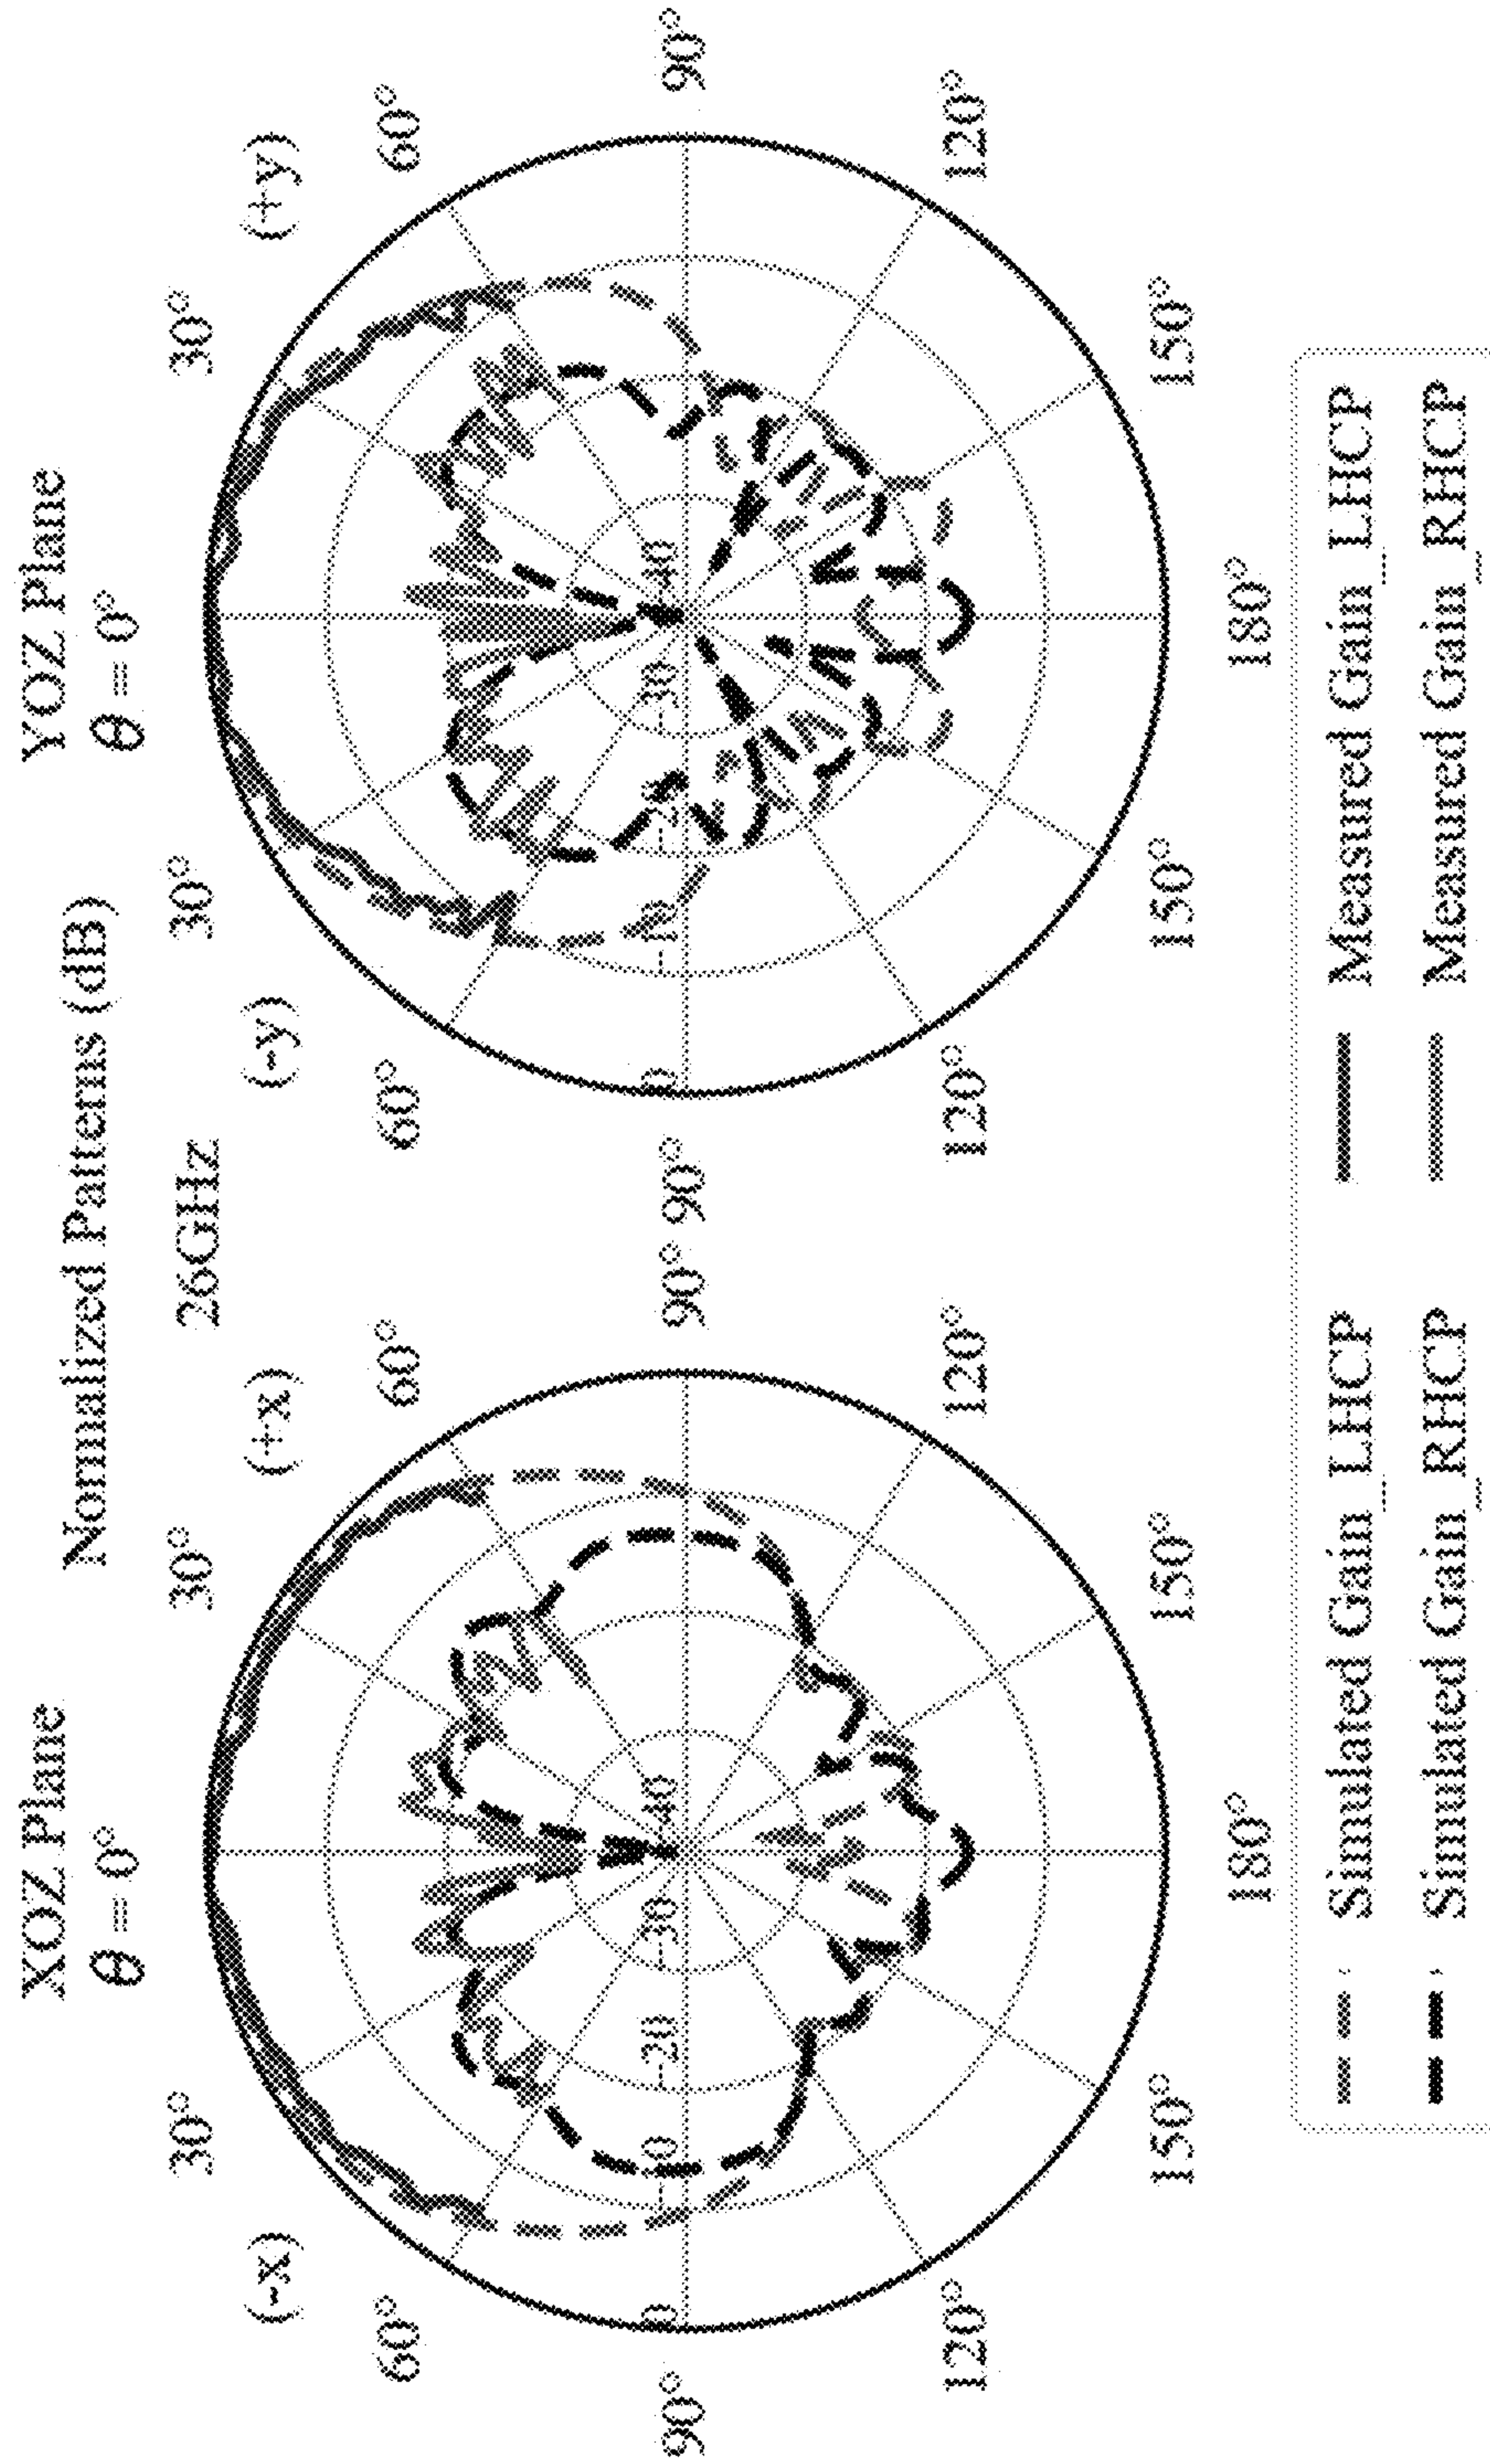 XOZ Plane YOZ Plane
Normalized Patterns (dB)
θ = 0° θ = 0°
30° 30° 26GHz 30° 30°
(-x) (+x) (-y) (+y)
60° 60° 60° 60°
0 -10 -20 -30 -40 0 -10 -20 -30 -40
90° 90° 90° 90°
120° 120° 120° 120°
150° 150° 150° 150°
180° 180°
Simulated Gain_LHCP Measured Gain_LHCP
Simulated Gain_RHCP Measured Gain_RHCP